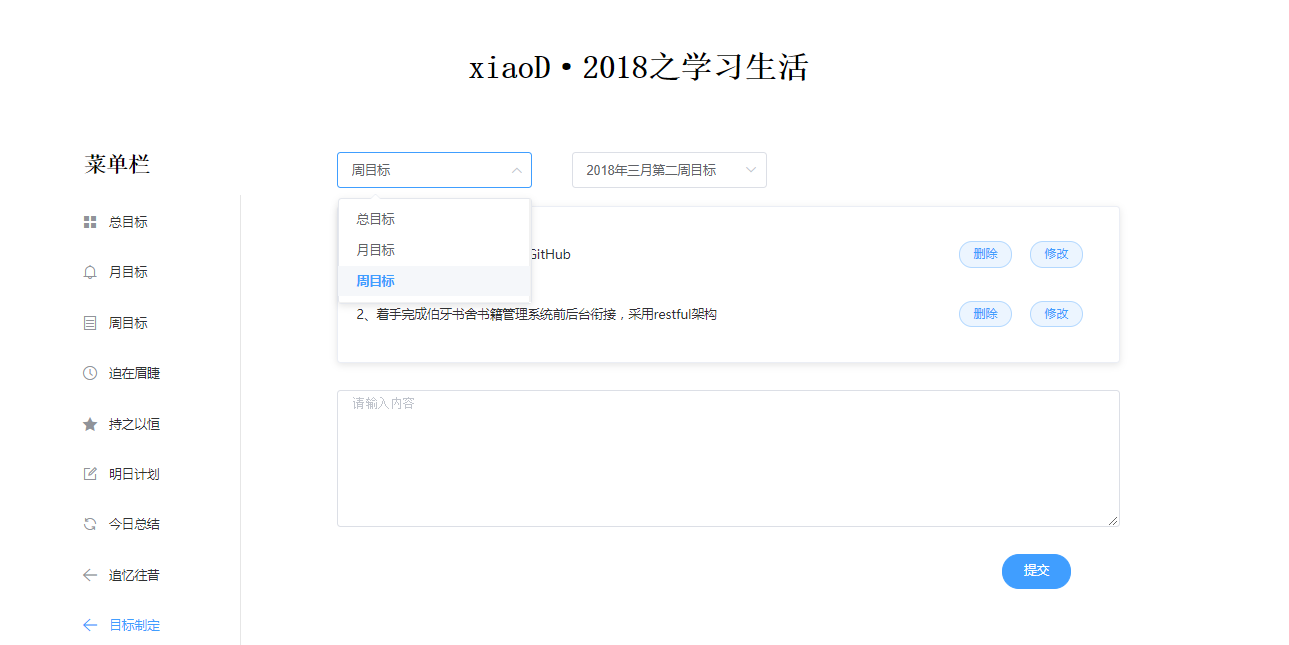 xiaoD·2018之学习生活
菜单栏
总目标
月目标
周目标
迫在眉睫
持之以恒
明日计划
今日总结
追忆往昔
目标制定
周目标
2018年三月第二周目标
总目标
月目标
周目标
GitHub
删除
修改
2、着手完成伯牙书舍书籍管理系统前后台衔接，采用restful架构
删除
修改
请输入内容
提交